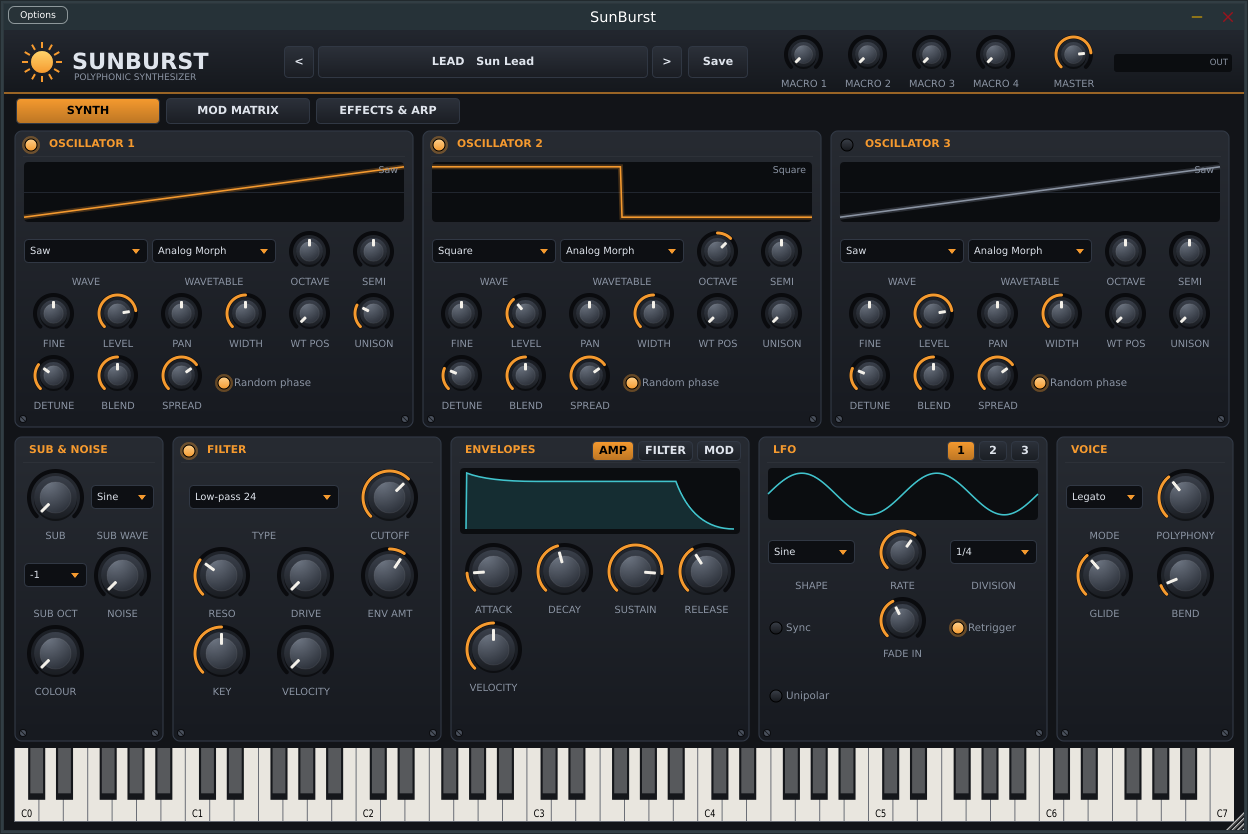 Options
SunBurst
SUNBURST
POLYPHONIC SYNTHESIZER
< LEAD Sun Lead > Save
MACRO 1 MACRO 2 MACRO 3 MACRO 4 MASTER
OUT
SYNTH MOD MATRIX EFFECTS & ARP
OSCILLATOR 1
Saw
Saw Analog Morph
WAVE WAVETABLE OCTAVE SEMI
FINE LEVEL PAN WIDTH WT POS UNISON
Random phase
DETUNE BLEND SPREAD
OSCILLATOR 2
Square
Square Analog Morph
WAVE WAVETABLE OCTAVE SEMI
FINE LEVEL PAN WIDTH WT POS UNISON
Random phase
DETUNE BLEND SPREAD
OSCILLATOR 3
Saw
Saw Analog Morph
WAVE WAVETABLE OCTAVE SEMI
FINE LEVEL PAN WIDTH WT POS UNISON
Random phase
DETUNE BLEND SPREAD
SUB & NOISE
Sine
SUB SUB WAVE
-1
SUB OCT NOISE
COLOUR
FILTER
Low-pass 24
TYPE CUTOFF
RESO DRIVE ENV AMT
KEY VELOCITY
ENVELOPES AMP FILTER MOD
ATTACK DECAY SUSTAIN RELEASE
VELOCITY
LFO 1 2 3
Sine 1/4
SHAPE RATE DIVISION
Sync Retrigger
FADE IN
Unipolar
VOICE
Legato
MODE POLYPHONY
GLIDE BEND
C0 C1 C2 C3 C4 C5 C6 C7